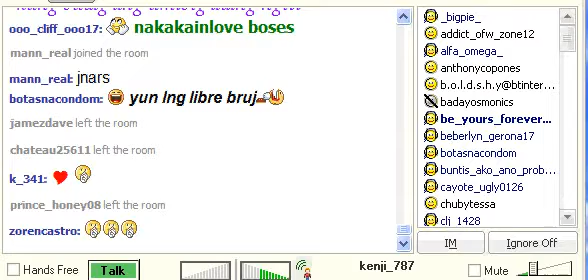 ooo_cliff_ooo17: nakakainlove boses
mann_real joined the room
mann_real: jnars
botasnacondom: yun lng libre bruj
jamezdave left the room
chateau25611 left the room
k_341:
prince_honey08 left the room
zorencastro:
_bigpie_
addict_ofw_zone12
alfa_omega_
anthonycopones
b.o.l.d.s.h.y@btinter...
badayosmonics
be_yours_forever...
beberlyn_gerona17
botasnacondom
buntis_ako_ano_prob...
cayote_ugly0126
chubytessa
clj_1428
IM
Ignore Off
Hands Free
Talk
kenji_787
Mute